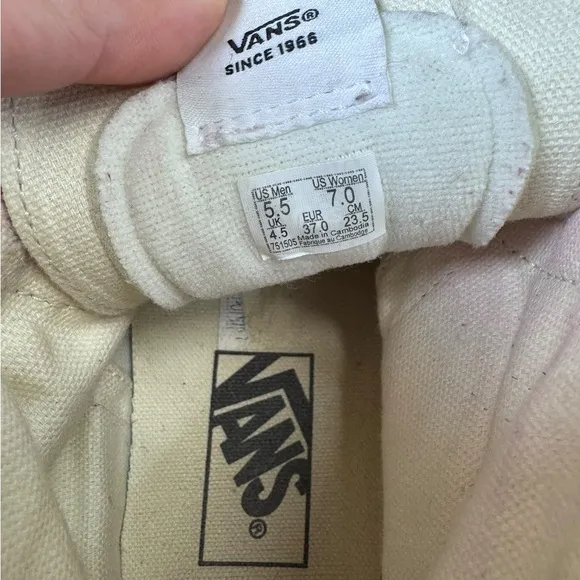 VANS®
SINCE 1966
US Men US Women
5.5 7.0
UK EUR CM
4.5 37.0 23.5
751505 Made in Cambodia
Fabrique au Cambodge
VANS®